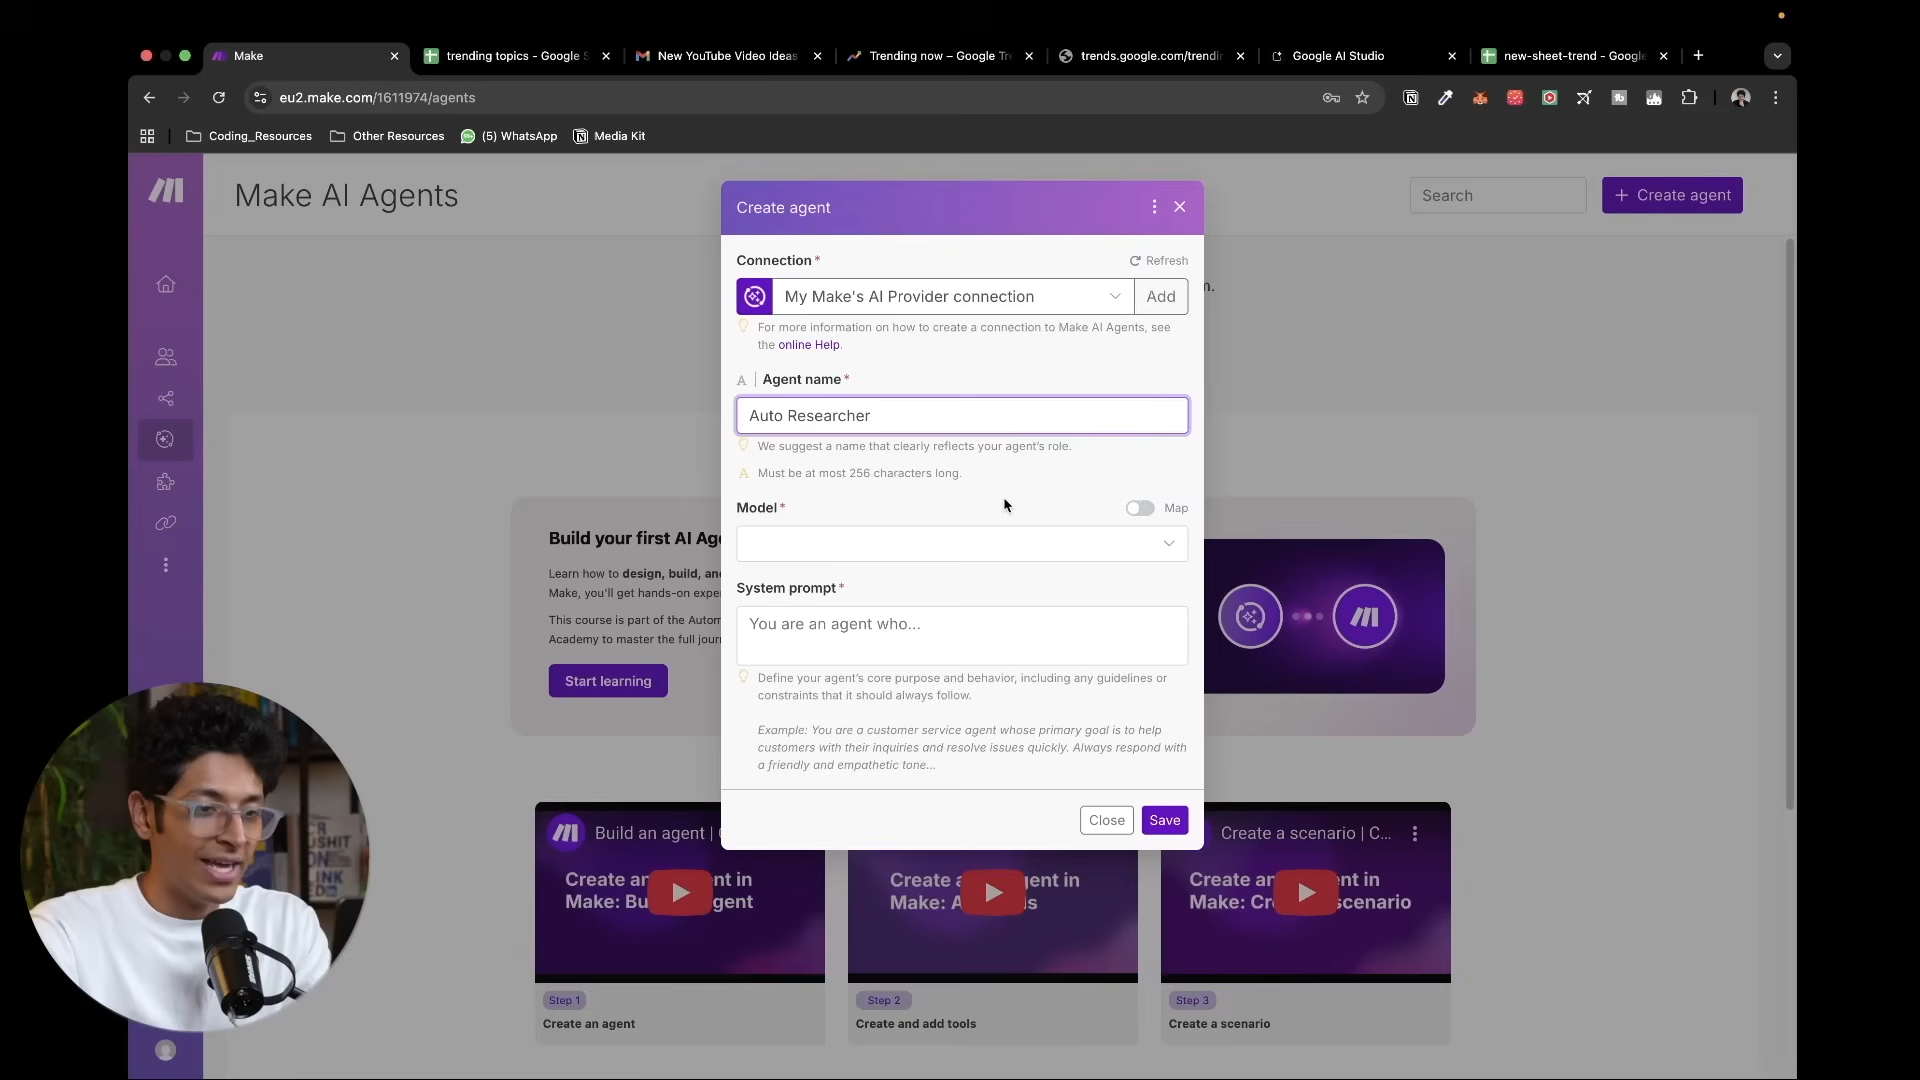 Make
trending topics - Google S
New YouTube Video Ideas
Trending now – Google Tr
trends.google.com/trendin
Google AI Studio
new-sheet-trend - Google
eu2.make.com/1611974/agents
Coding_Resources
Other Resources
(5) WhatsApp
Media Kit
Make AI Agents
Search
+ Create agent
m.
Create agent
Connection*
Refresh
My Make's AI Provider connection
Add
For more information on how to create a connection to Make AI Agents, see
the online Help.
A | Agent name*
Auto Researcher
We suggest a name that clearly reflects your agent's role.
A Must be at most 256 characters long.
Model*
Map
System prompt*
You are an agent who...
Define your agent's core purpose and behavior, including any guidelines or
constraints that it should always follow.
Example: You are a customer service agent whose primary goal is to help
customers with their inquiries and resolve issues quickly. Always respond with
a friendly and empathetic tone...
Close
Save
Build your first AI Age
Learn how to design, build, and
Make, you'll get hands-on expe
This course is part of the Autom
Academy to master the full jour
Start learning
Build an agent | C
Create an
nt in
Make: Bu
gent
Step 1
Create an agent
Create a
gent in
Make: A
ls
Step 2
Create and add tools
Create a scenario | C...
Create an
nt in
Make: Cr
scenario
Step 3
Create a scenario